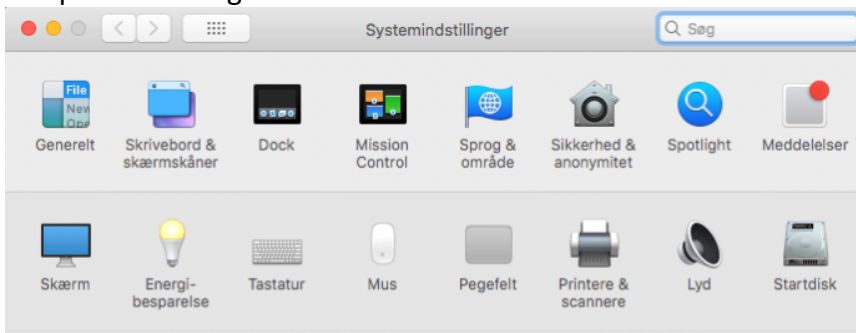 Systemindstillinger
Søg
File
New
Ope
Generelt
Skrivebord &
skærmskåner
Dock
Mission
Control
Sprog &
område
Sikkerhed &
anonymitet
Spotlight
Meddelelser
Skærm
Energi-
besparelse
Tastatur
Mus
Pegefelt
Printere &
scannere
Lyd
Startdisk